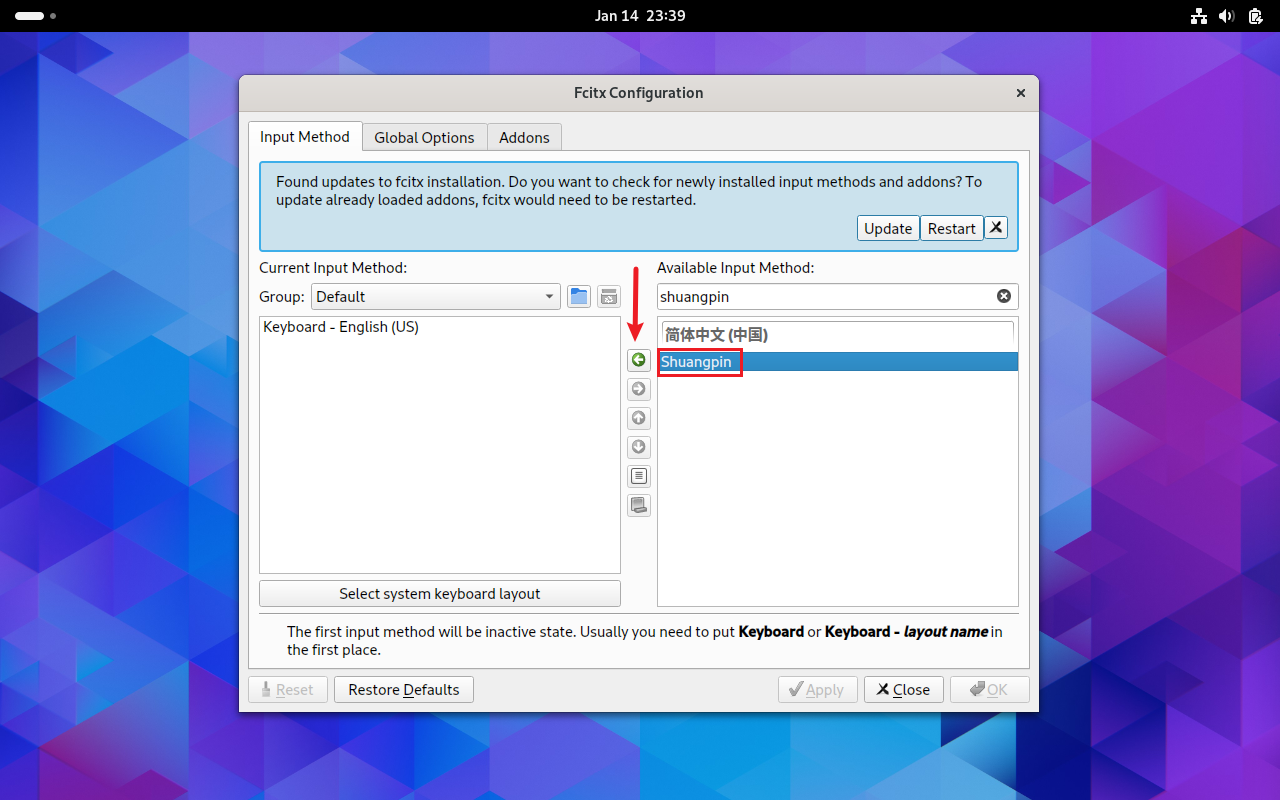 Jan 14 23:39
Fcitx Configuration
Input Method
Global Options
Addons
Found updates to fcitx installation. Do you want to check for newly installed input methods and addons? To
update already loaded addons, fcitx would need to be restarted.
Update
Restart
Current Input Method:
Available Input Method:
Group:
Default
shuangpin
Keyboard - English (US)
简体中文 (中国)
Shuangpin
Select system keyboard layout
The first input method will be inactive state. Usually you need to put Keyboard or Keyboard - layout name in
the first place.
Reset
Restore Defaults
Apply
Close
OK